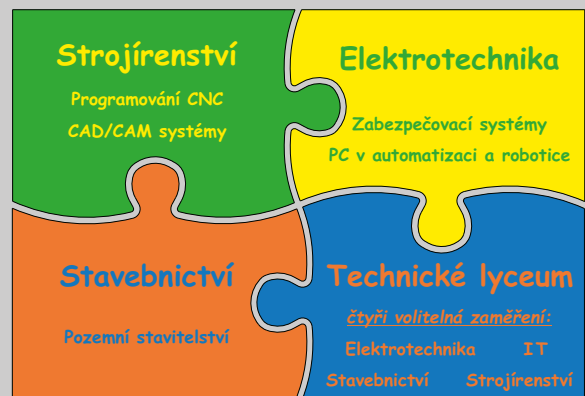 Strojírenství
Programování CNC
CAD/CAM systémy
Elektrotechnika
Zabezpečovací systémy
PC v automatizaci a robotice
Stavebnictví
Pozemní stavitelství
Technické lyceum
čtyři volitelná zaměření:
Elektrotechnika IT
Stavebnictví Strojírenství